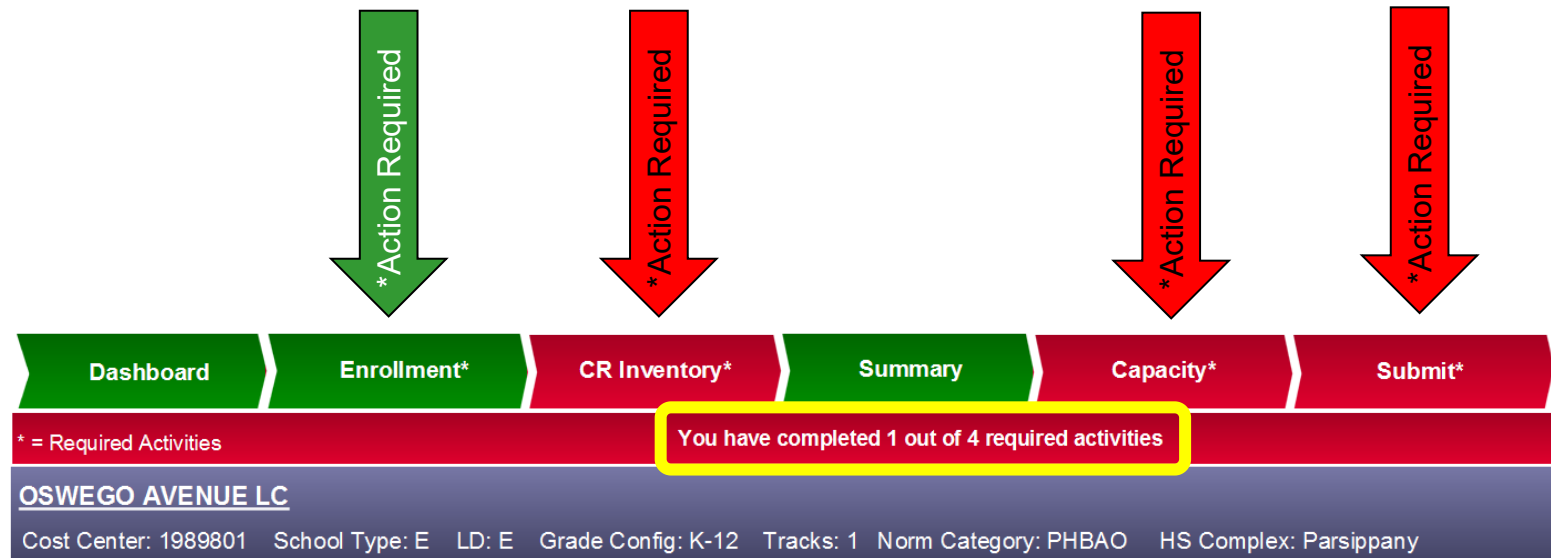 *Action Required
*Action Required
*Action Required
*Action Required
Dashboard Enrollment* CR Inventory* Summary Capacity* Submit*
* = Required Activities You have completed 1 out of 4 required activities
OSWEGO AVENUE LC
Cost Center: 1989801 School Type: E LD: E Grade Config: K-12 Tracks: 1 Norm Category: PHBAO HS Complex: Parsippany